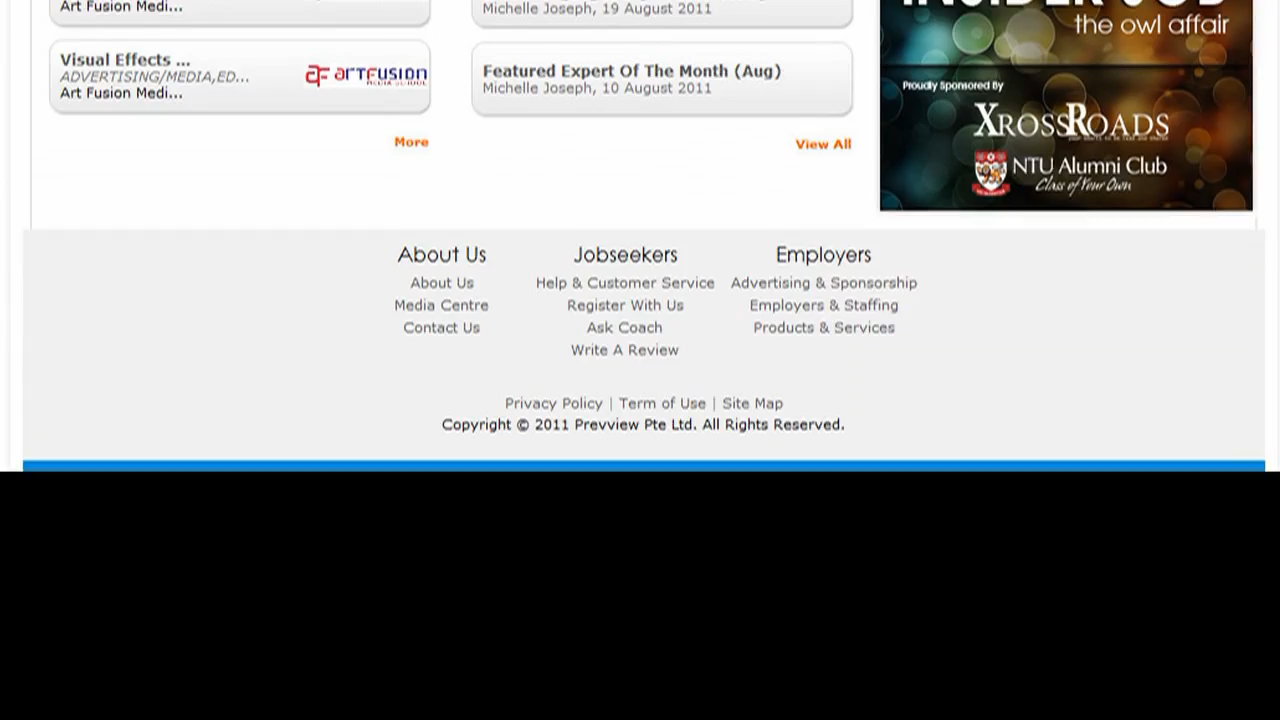 Art Fusion Medi...
Visual Effects ...
ADVERTISING/MEDIA,ED...
Art Fusion Medi...
artfusion
More
Michelle Joseph, 19 August 2011
Featured Expert Of The Month (Aug)
Michelle Joseph, 10 August 2011
View All
INSIDER JOB
the owl affair
Proudly Sponsored By
XROSSROADS
NTU Alumni Club
Class of Your Own
About Us
About Us
Media Centre
Contact Us
Jobseekers
Help & Customer Service
Register With Us
Ask Coach
Write A Review
Employers
Advertising & Sponsorship
Employers & Staffing
Products & Services
Privacy Policy | Term of Use | Site Map
Copyright © 2011 Prevview Pte Ltd. All Rights Reserved.